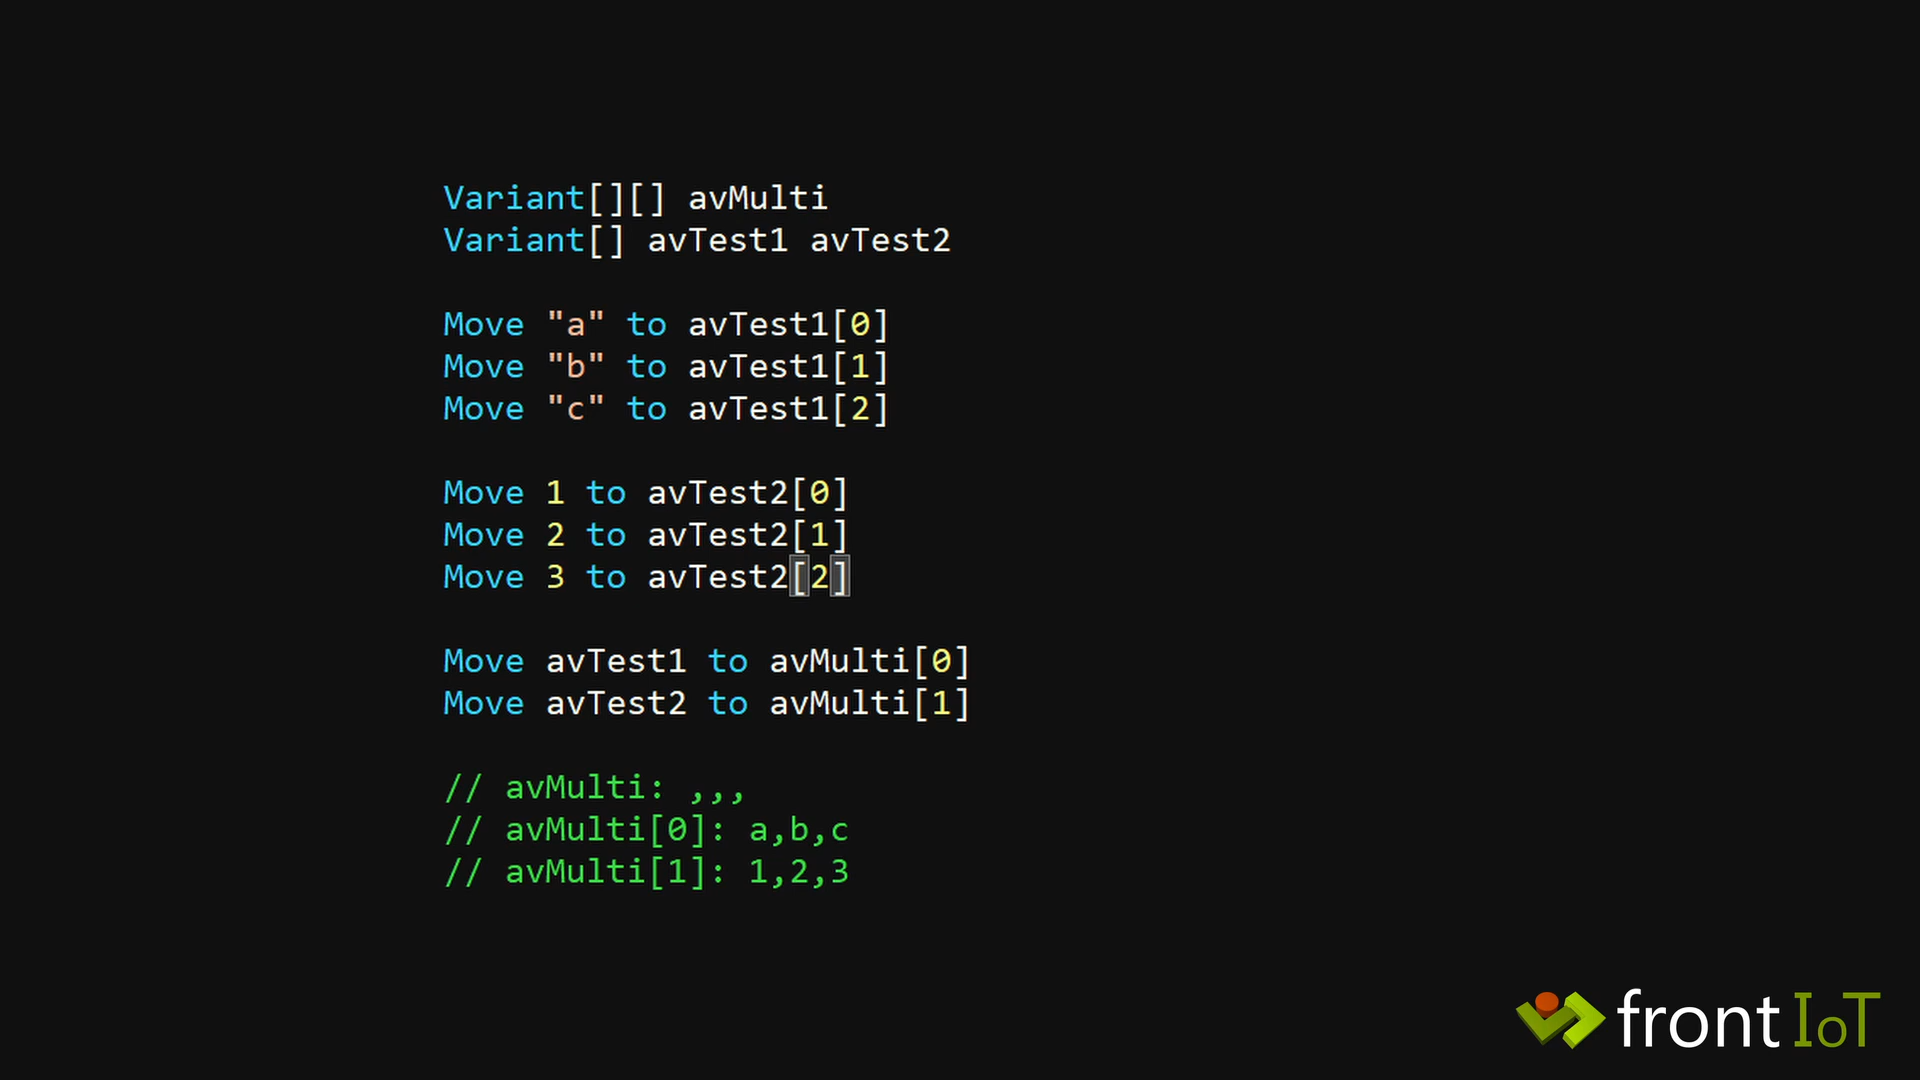 Variant[][] avMulti
Variant[] avTest1 avTest2
Move "a" to avTest1[0]
Move "b" to avTest1[1]
Move "c" to avTest1[2]
Move 1 to avTest2[0]
Move 2 to avTest2[1]
Move 3 to avTest2[2]
Move avTest1 to avMulti[0]
Move avTest2 to avMulti[1]
// avMulti: ,,,
// avMulti[0]: a,b,c
// avMulti[1]: 1,2,3
front IoT